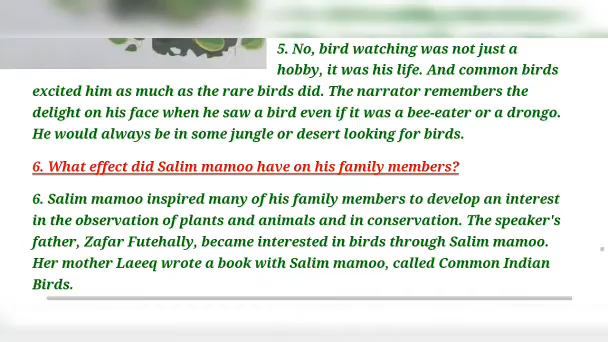 5. No, bird watching was not just a
hobby, it was his life. And common birds
excited him as much as the rare birds did. The narrator remembers the
delight on his face when he saw a bird even if it was a bee-eater or a drongo.
He would always be in some jungle or desert looking for birds.
6. What effect did Salim mamoo have on his family members?
6. Salim mamoo inspired many of his family members to develop an interest
in the observation of plants and animals and in conservation. The speaker's
father, Zafar Futehally, became interested in birds through Salim mamoo.
Her mother Laeeq wrote a book with Salim mamoo, called Common Indian
Birds.